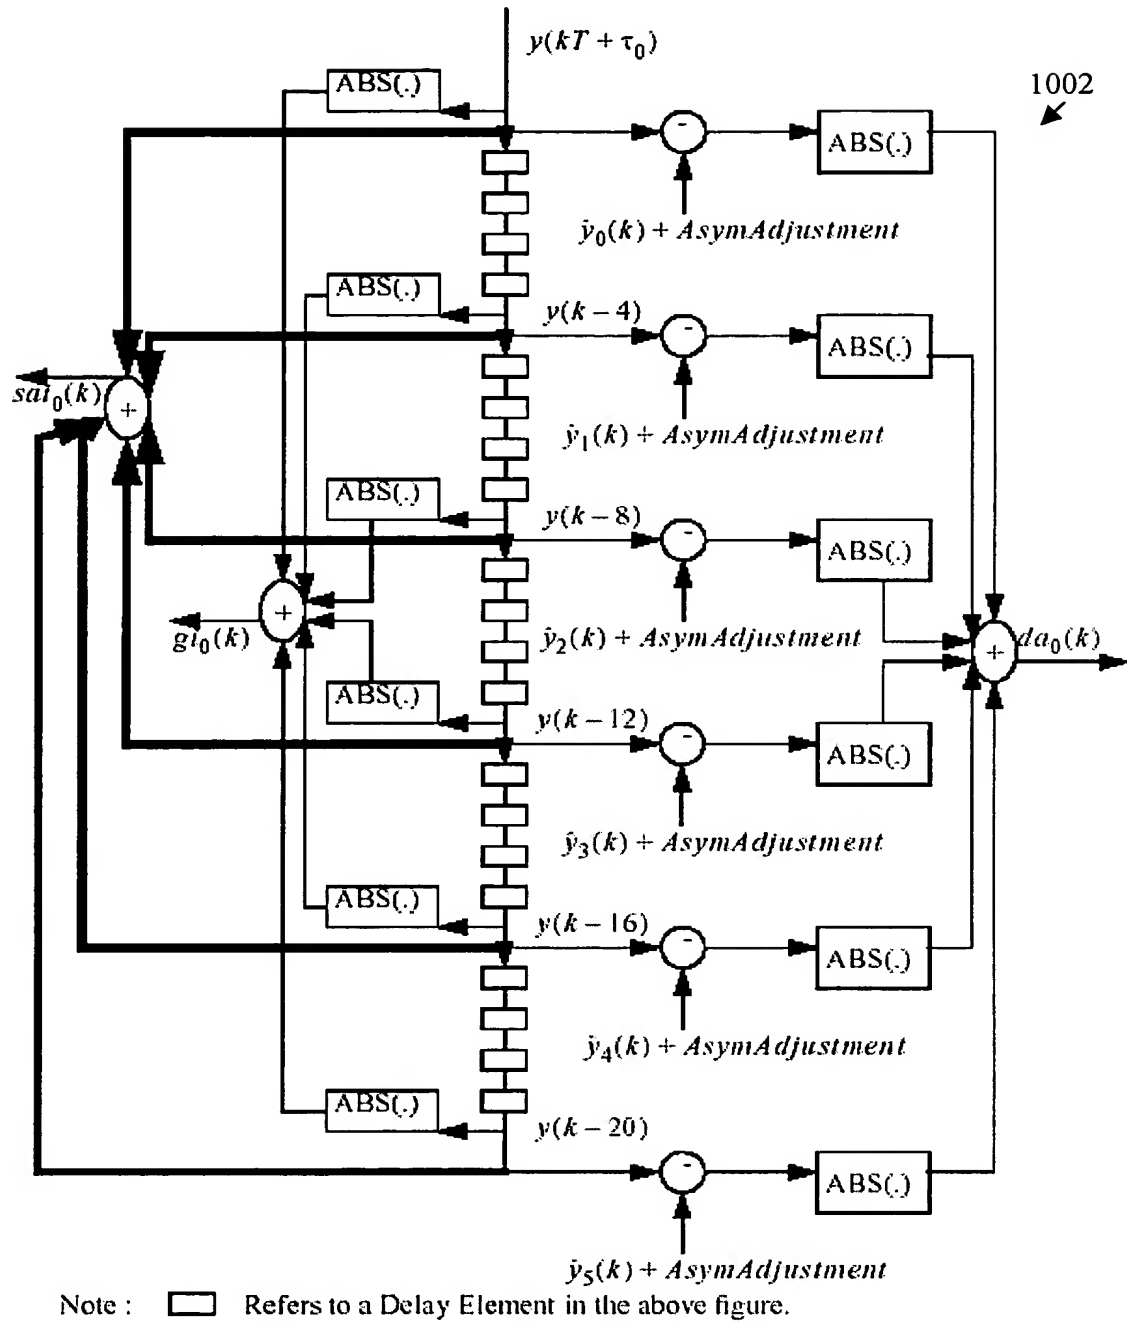 y(kT + τ₀)
1002
ABS(.)
ABS(.)
-
ŷ₀(k) + AsymAdjustment
ABS(.)
y(k – 4)
-
ABS(.)
sat₀(k)
+
ŷ₁(k) + AsymAdjustment
ABS(.)
y(k – 8)
-
ABS(.)
+
gt₀(k)
ŷ₂(k) + AsymAdjustment
+
da₀(k)
ABS(.)
y(k – 12)
-
ABS(.)
ŷ₃(k) + AsymAdjustment
ABS(.)
y(k – 16)
-
ABS(.)
ŷ₄(k) + AsymAdjustment
ABS(.)
y(k – 20)
-
ABS(.)
ŷ₅(k) + AsymAdjustment
Note : Refers to a Delay Element in the above figure.